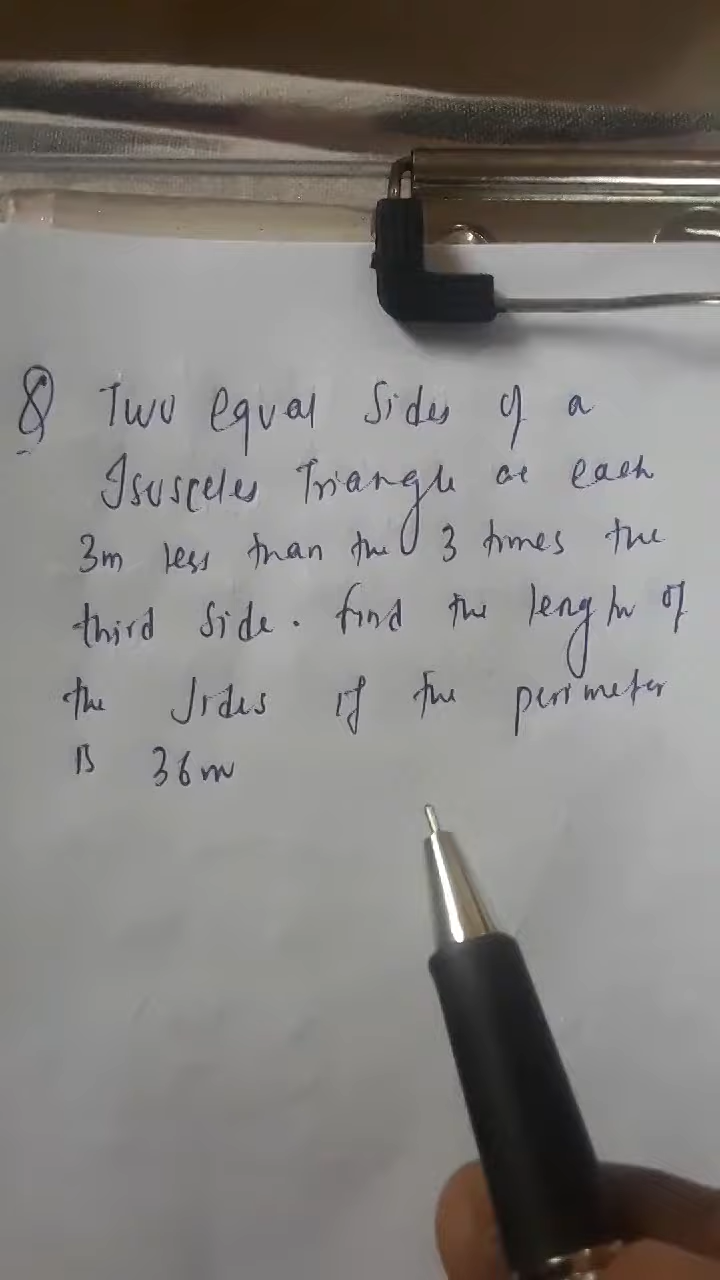 Q Two equal sides of a
Isosceles Triangle are each
3m less than the 3 times the
third side. find the length of
the sides if the perimeter
is 36m